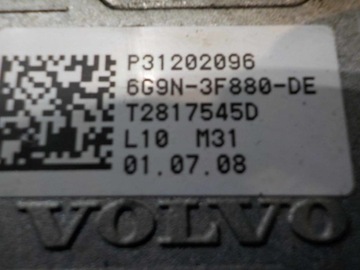 P31202096
6G9N-3F880-DE
T2817545D
L10 M31
01.07.08
VOLVO